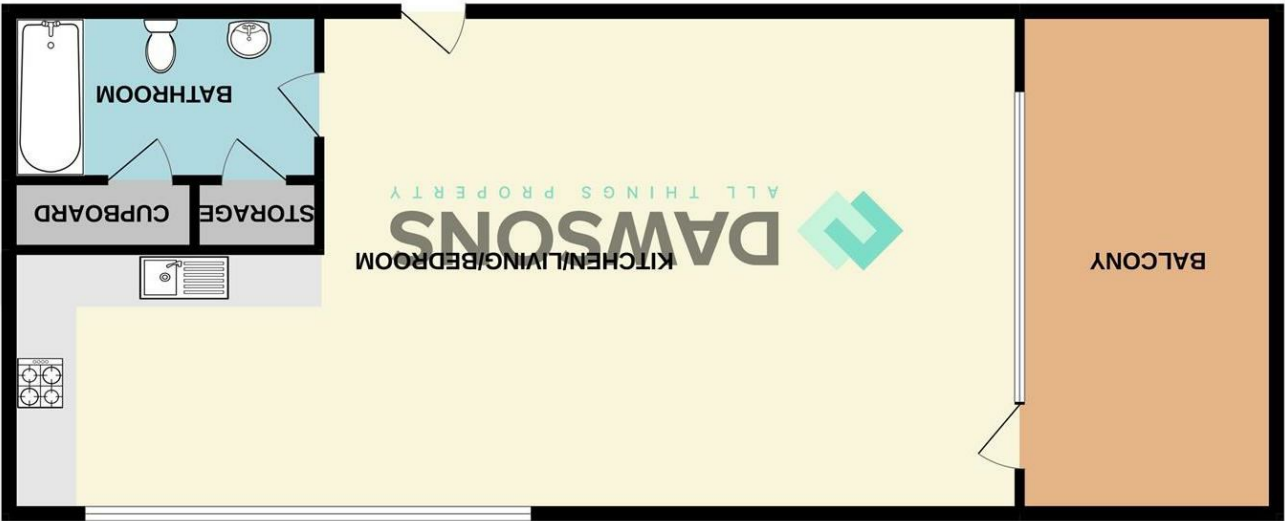 BALCONY
KITCHEN/LIVING/BEDROOM
DAWSONS
ALL THINGS PROPERTY
STORAGE
CUPBOARD
BATHROOM